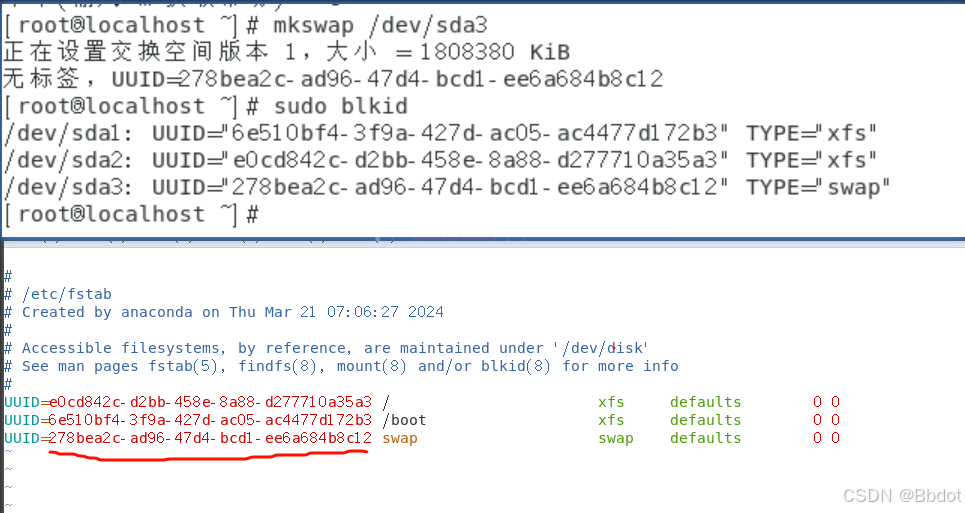 [root@localhost ~]# mkswap /dev/sda3
正在设置交换空间版本 1，大小 =1808380 KiB
无标签，UUID=278bea2c-ad96-47d4-bcd1-ee6a684b8c12
[root@localhost ~]# sudo blkid
/dev/sda1: UUID="6e510bf4-3f9a-427d-ac05-ac4477d172b3" TYPE="xfs"
/dev/sda2: UUID="e0cd842c-d2bb-458e-8a88-d277710a35a3" TYPE="xfs"
/dev/sda3: UUID="278bea2c-ad96-47d4-bcd1-ee6a684b8c12" TYPE="swap"
[root@localhost ~]#
#
# /etc/fstab
# Created by anaconda on Thu Mar 21 07:06:27 2024
#
# Accessible filesystems, by reference, are maintained under '/dev/disk'
# See man pages fstab(5), findfs(8), mount(8) and/or blkid(8) for more info
#
UUID=e0cd842c-d2bb-458e-8a88-d277710a35a3 / xfs defaults 0 0
UUID=6e510bf4-3f9a-427d-ac05-ac4477d172b3 /boot xfs defaults 0 0
UUID=278bea2c-ad96-47d4-bcd1-ee6a684b8c12 swap swap defaults 0 0
~
~
~
~
CSDN @Bbdot